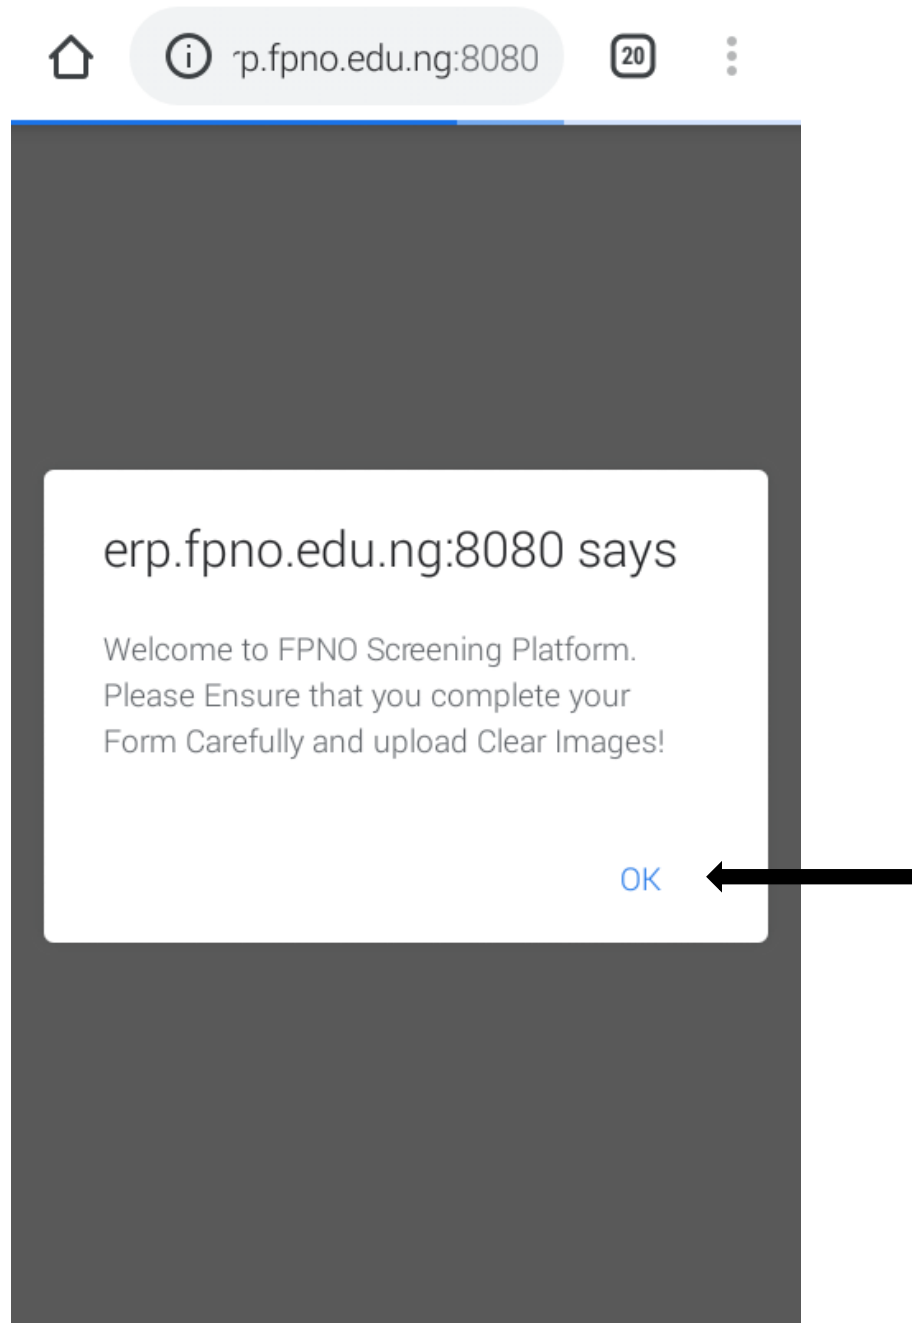 rp.fpno.edu.ng:8080
20
erp.fpno.edu.ng:8080 says
Welcome to FPNO Screening Platform.
Please Ensure that you complete your
Form Carefully and upload Clear Images!
OK